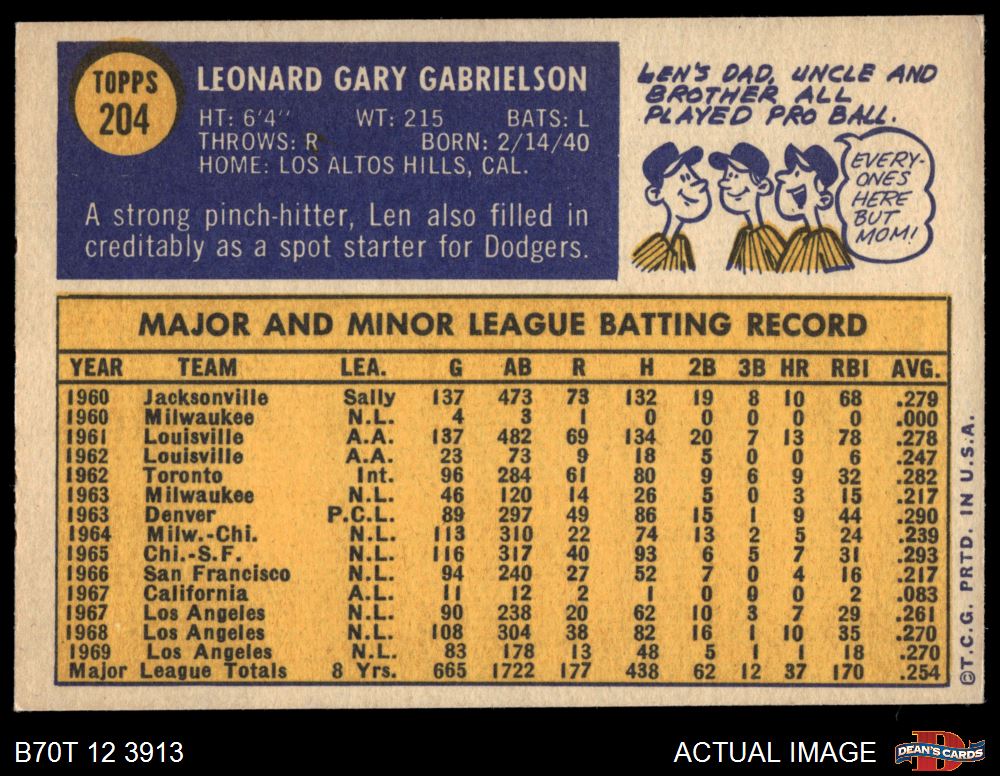 TOPPS
204
LEONARD GARY GABRIELSON
HT: 6'4" WT: 215 BATS: L
THROWS: R BORN: 2/14/40
HOME: LOS ALTOS HILLS, CAL.
A strong pinch-hitter, Len also filled in
creditably as a spot starter for Dodgers.
LEN'S DAD, UNCLE AND
BROTHER ALL
PLAYED PRO BALL.
EVERY-
ONES
HERE
BUT
MOM!
MAJOR AND MINOR LEAGUE BATTING RECORD
YEAR TEAM LEA. G AB R H 2B 3B HR RBI AVG.
1960 Jacksonville Sally 137 473 73 132 19 8 10 68 .279
1960 Milwaukee N.L. 4 3 1 0 0 0 0 0 .000
1961 Louisville A.A. 137 482 69 134 20 7 13 78 .278
1962 Louisville A.A. 23 73 9 18 5 0 0 6 .247
1962 Toronto Int. 96 284 61 80 9 6 9 32 .282
1963 Milwaukee N.L. 46 120 14 26 5 0 3 15 .217
1963 Denver P.C.L. 89 297 49 86 15 1 9 44 .290
1964 Milw.-Chi. N.L. 113 310 22 74 13 2 5 24 .239
1965 Chi.-S.F. N.L. 116 317 40 93 6 5 7 31 .293
1966 San Francisco N.L. 94 240 27 52 7 0 4 16 .217
1967 California A.L. 11 12 2 1 0 0 0 2 .083
1967 Los Angeles N.L. 90 238 20 62 10 3 7 29 .261
1968 Los Angeles N.L. 108 304 38 82 16 1 10 35 .270
1969 Los Angeles N.L. 83 178 13 48 5 1 1 18 .270
Major League Totals 8 Yrs. 665 1722 177 438 62 12 37 170 .254
©T.C.G. PRTD. IN U.S.A.
B70T 12 3913
ACTUAL IMAGE
DEAN'S CARDS